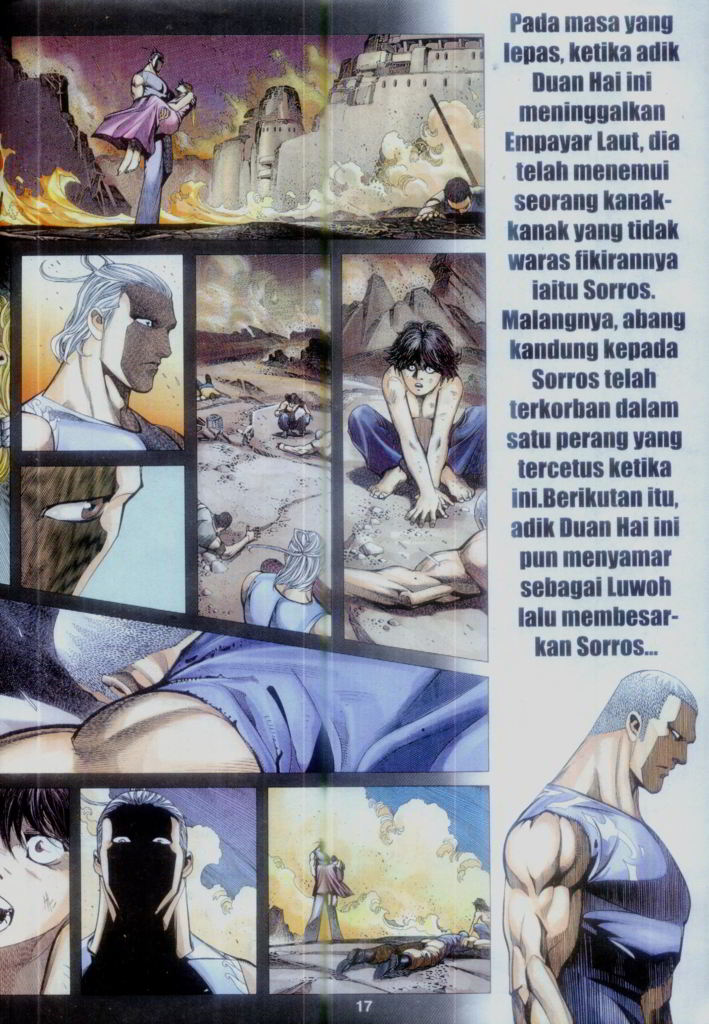 Pada masa yang
lepas, ketika adik
Duan Hai ini
meninggalkan
Empayar Laut, dia
telah menemui
seorang kanak-
kanak yang tidak
waras fikirannya
iaitu Sorros.
Malangnya, abang
kandung kepada
Sorros telah
terkorban dalam
satu perang yang
tercetus ketika
ini.Berikutan itu,
adik Duan Hai ini
pun menyamar
sebagai Luwoh
lalu membesar-
kan Sorros...
17